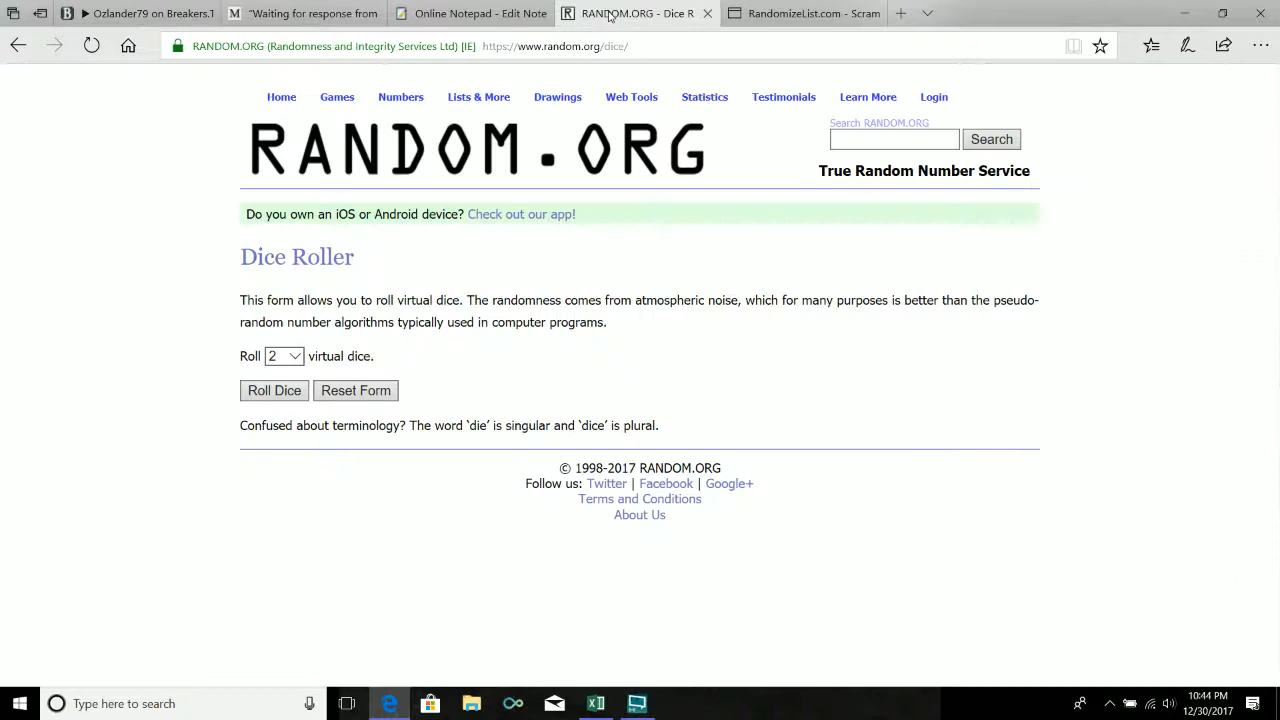 Ozlander79 on Breakers.1
"Waiting for response from
Online Notepad - Edit Note
RANDOM.ORG - Dice R
RandomizeList.com - Scram
RANDOM.ORG (Randomness and Integrity Services Ltd) [IE] https://www.random.org/dice/
Home Games Numbers Lists & More Drawings Web Tools Statistics Testimonials Learn More Login
RANDOM.ORG
Search RANDOM.ORG
Search
True Random Number Service
Do you own an iOS or Android device? Check out our app!
Dice Roller
This form allows you to roll virtual dice. The randomness comes from atmospheric noise, which for many purposes is better than the pseudo-
random number algorithms typically used in computer programs.
Roll 2 virtual dice.
Roll Dice Reset Form
Confused about terminology? The word ‘die’ is singular and ‘dice’ is plural.
© 1998-2017 RANDOM.ORG
Follow us: Twitter | Facebook | Google+
Terms and Conditions
About Us
Type here to search
10:44 PM
12/30/2017